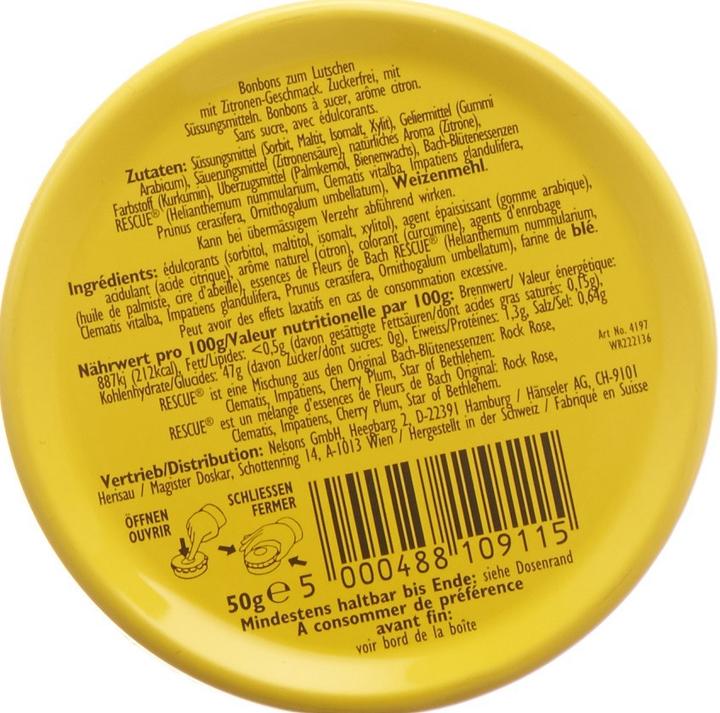 Bonbons zum Lutschen
mit Zitronen-Geschmack. Zuckerfrei, mit
Süssungsmitteln. Bonbons à sucer, arôme citron.
Sans sucre, avec édulcorants.
Zutaten: Süssungsmittel (Sorbit, Maltit, Isomalt, Xylit), Geliermittel (Gummi
Arabicum), Säuerungsmittel (Zitronensäure), natürliches Aroma (Zitrone),
Farbstoff (Kurkumin), Überzugsmittel (Palmkernöl, Bienenwachs), Bach-Blütenessenzen
RESCUE® (Helianthemum nummularium, Clematis vitalba, Impatiens glandulifera,
Prunus cerasifera, Ornithogalum umbellatum), Weizenmehl.
Kann bei übermässigem Verzehr abführend wirken.
Ingrédients: édulcorants (sorbitol, maltitol, isomalt, xylitol), agent épaississant (gomme arabique),
acidulant (acide citrique), arôme naturel (citron), colorant (curcumine), agents d'enrobage
(huile de palmiste, cire d'abeille), essences de Fleurs de Bach RESCUE® (Helianthemum nummularium,
Clematis vitalba, Impatiens glandulifera, Prunus cerasifera, Ornithogalum umbellatum), farine de blé.
Peut avoir des effets laxatifs en cas de consommation excessive.
Nährwert pro 100g/Valeur nutritionelle par 100g: Brennwert/ Valeur énergétique:
887kj (212kcal), Fett/Lipides: <0,5g (davon gesättigte Fettsäuren/dont acides gras saturés: 0,15g),
Kohlenhydrate/Glucides: 47g (davon Zucker/dont sucres: 0g), Eiweiss/Protéines: 1,3g, Salz/Sel: 0,64g
RESCUE® ist eine Mischung aus den Original Bach-Blütenessenzen: Rock Rose,
Clematis, Impatiens, Cherry Plum, Star of Bethlehem.
RESCUE® est un mélange d'essences de Fleurs de Bach Original: Rock Rose,
Clematis, Impatiens, Cherry Plum, Star of Bethlehem.
Art No. 4197
WR222136
Vertrieb/Distribution: Nelsons GmbH, Heegbarg 2, D-22391 Hamburg / Hänseler AG, CH-9101
Herisau / Magister Doskar, Schottenring 14, A-1013 Wien / Hergestellt in der Schweiz / Fabriqué en Suisse
ÖFFNEN
OUVRIR
SCHLIESSEN
FERMER
50g e
5 000488 109115
Mindestens haltbar bis Ende: siehe Dosenrand
A consommer de préférence
avant fin:
voir bord de la boîte